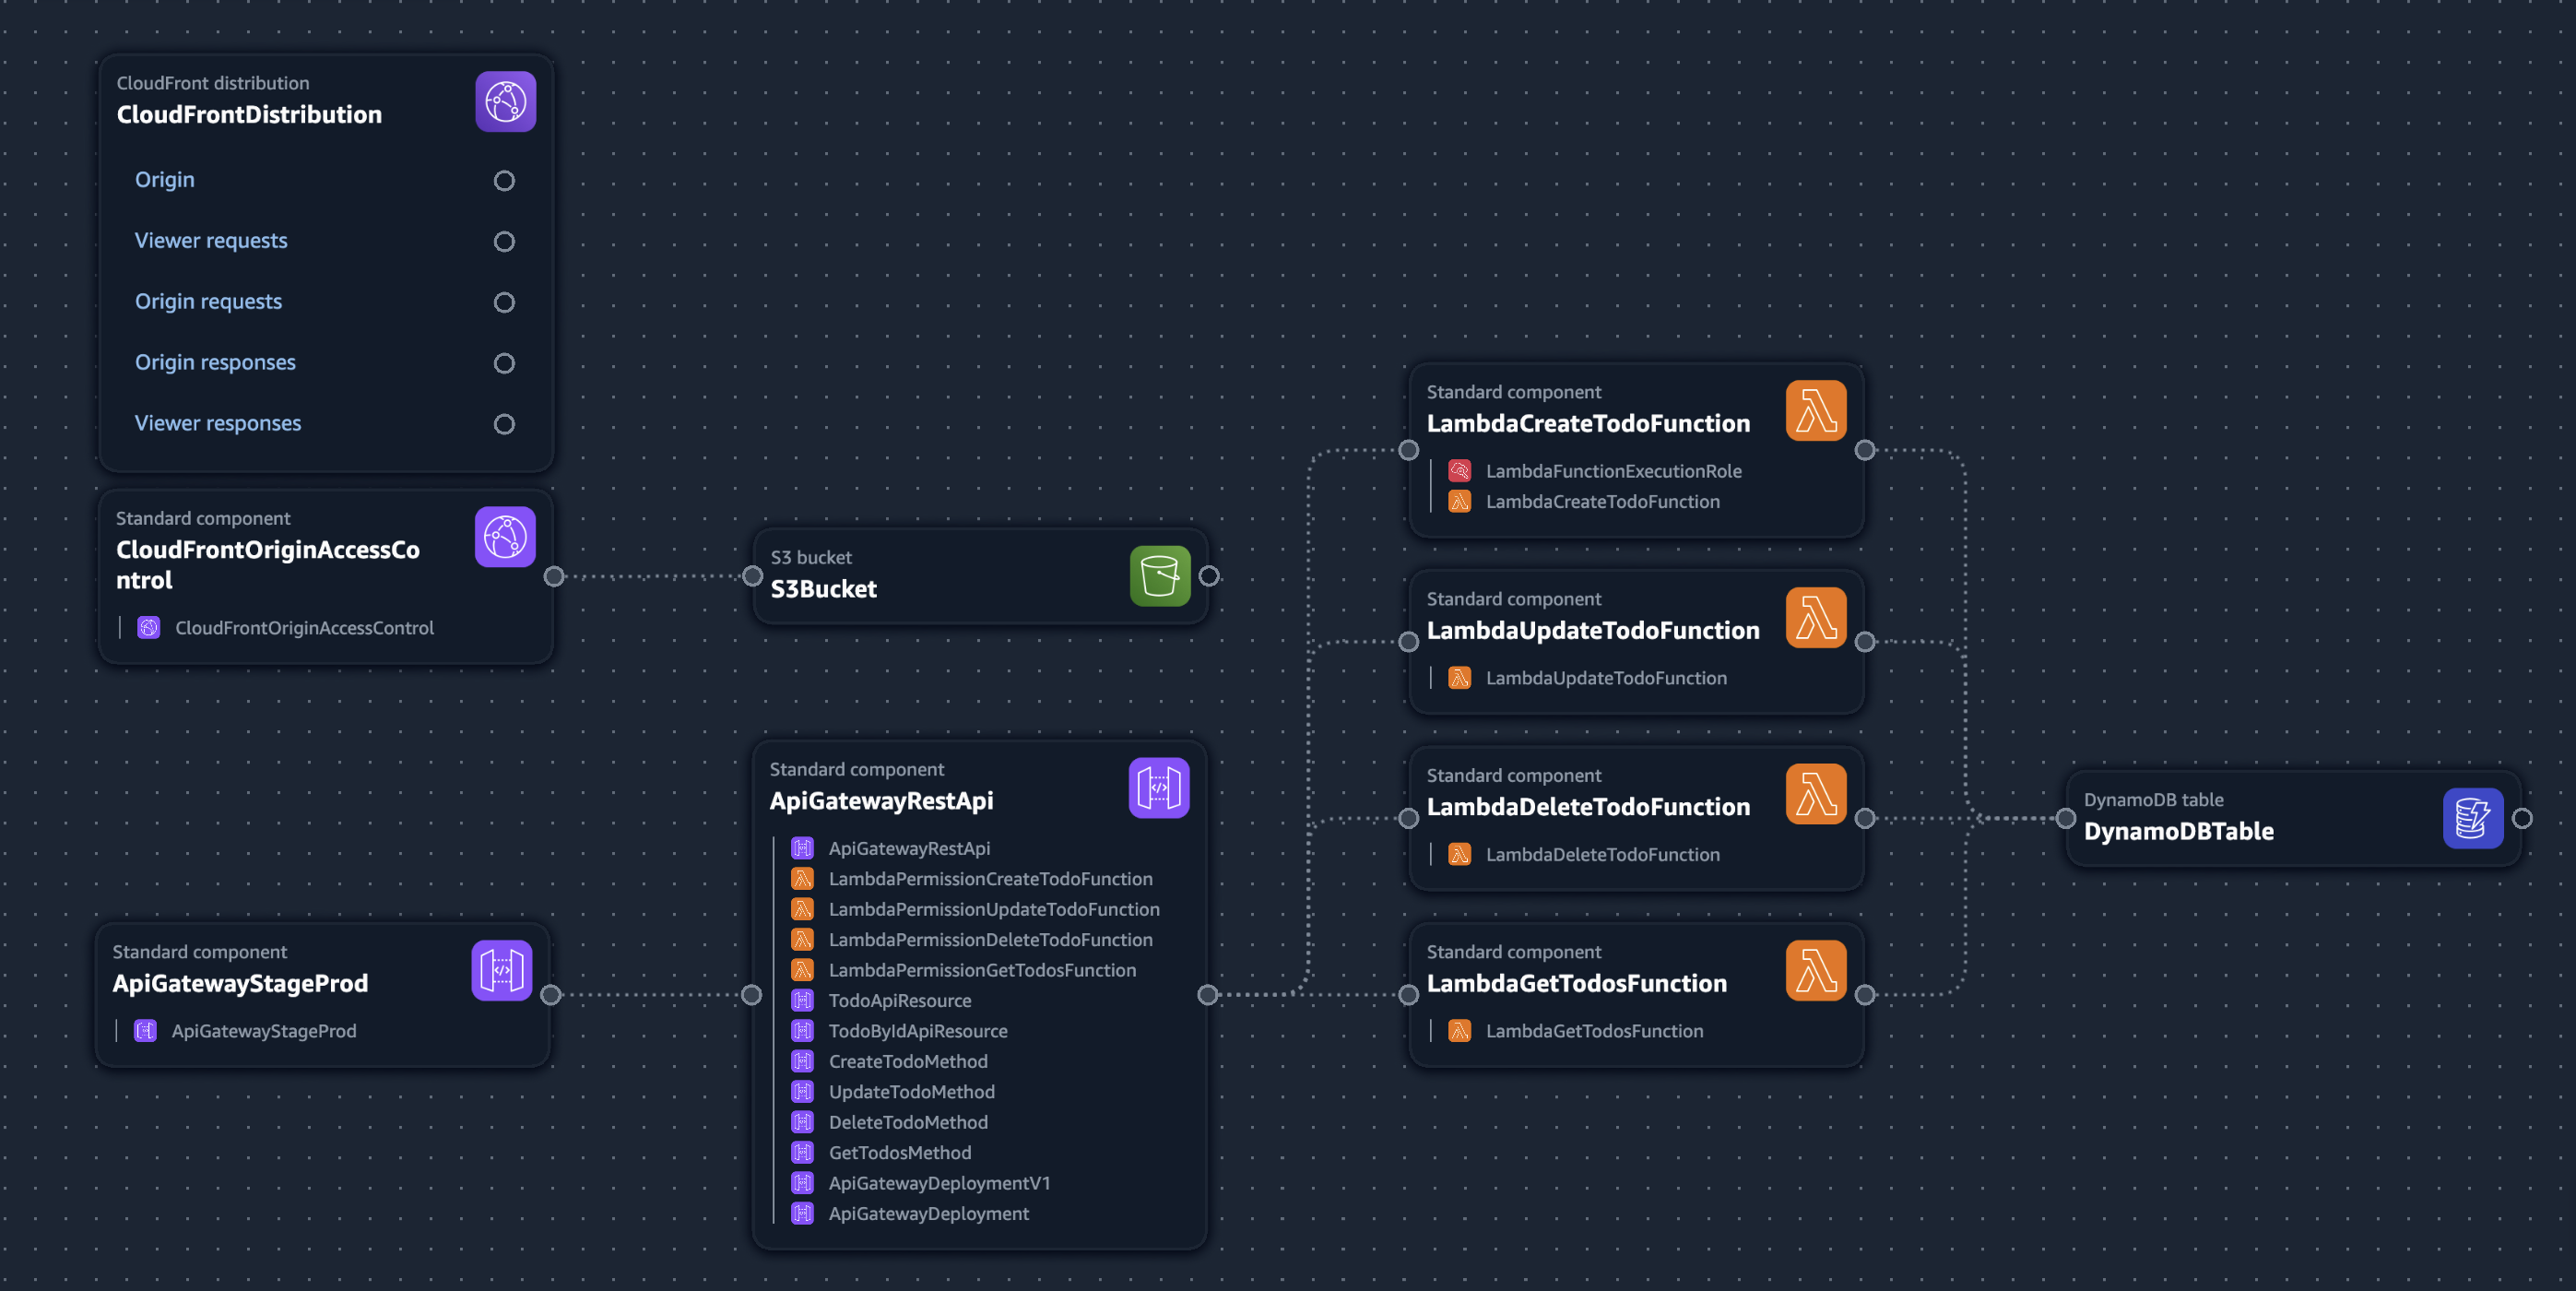 CloudFront distribution
CloudFrontDistribution
Origin
Viewer requests
Origin requests
Origin responses
Viewer responses
Standard component
CloudFrontOriginAccessCo
ntrol
CloudFrontOriginAccessControl
S3 bucket
S3Bucket
Standard component
ApiGatewayStageProd
ApiGatewayStageProd
Standard component
ApiGatewayRestApi
ApiGatewayRestApi
LambdaPermissionCreateTodoFunction
LambdaPermissionUpdateTodoFunction
LambdaPermissionDeleteTodoFunction
LambdaPermissionGetTodosFunction
TodoApiResource
TodoByIdApiResource
CreateTodoMethod
UpdateTodoMethod
DeleteTodoMethod
GetTodosMethod
ApiGatewayDeploymentV1
ApiGatewayDeployment
Standard component
LambdaCreateTodoFunction
LambdaFunctionExecutionRole
LambdaCreateTodoFunction
Standard component
LambdaUpdateTodoFunction
LambdaUpdateTodoFunction
Standard component
LambdaDeleteTodoFunction
LambdaDeleteTodoFunction
Standard component
LambdaGetTodosFunction
LambdaGetTodosFunction
DynamoDB table
DynamoDBTable